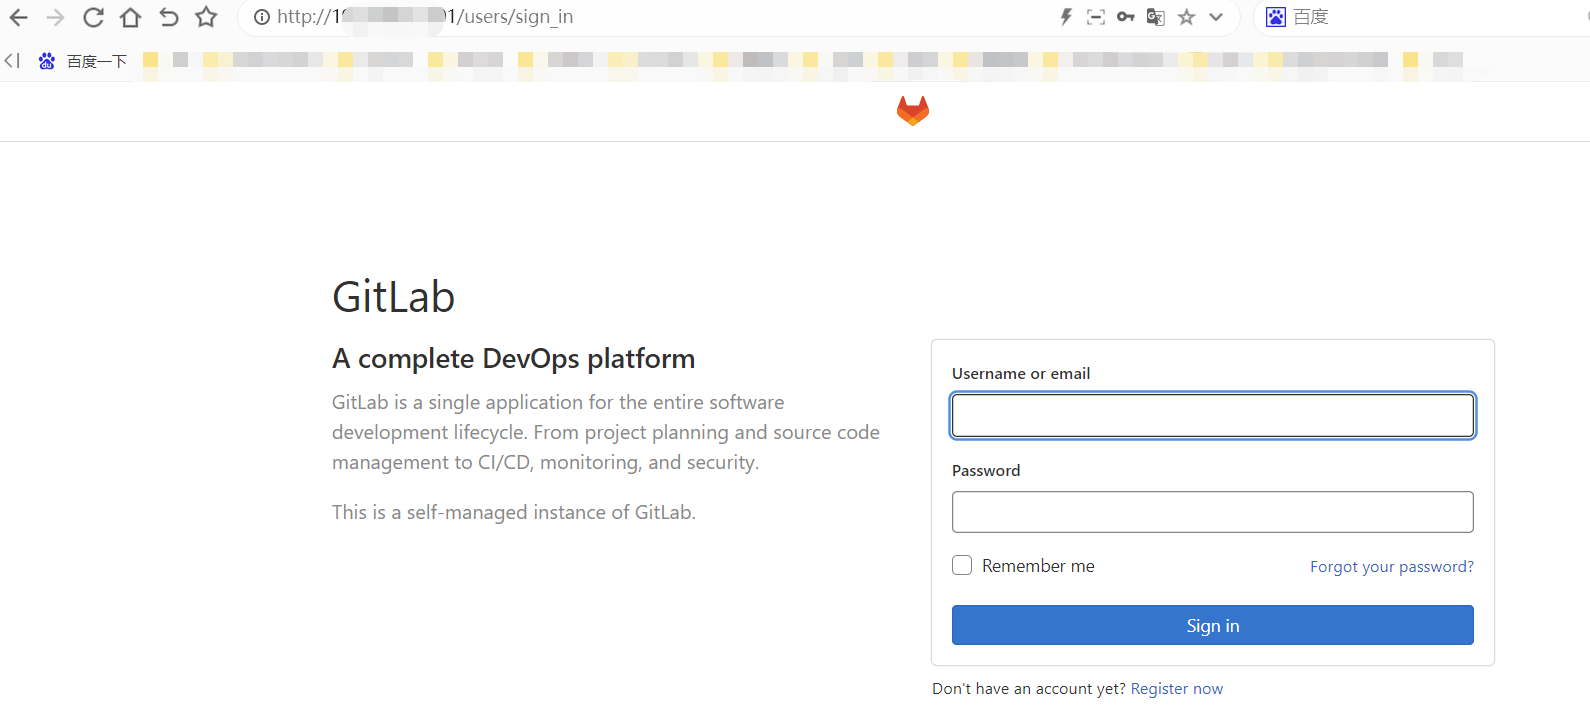 http://1 01/users/sign_in
百度
百度一下
GitLab
A complete DevOps platform
GitLab is a single application for the entire software
development lifecycle. From project planning and source code
management to CI/CD, monitoring, and security.
This is a self-managed instance of GitLab.
Username or email
Password
Remember me
Forgot your password?
Sign in
Don't have an account yet? Register now